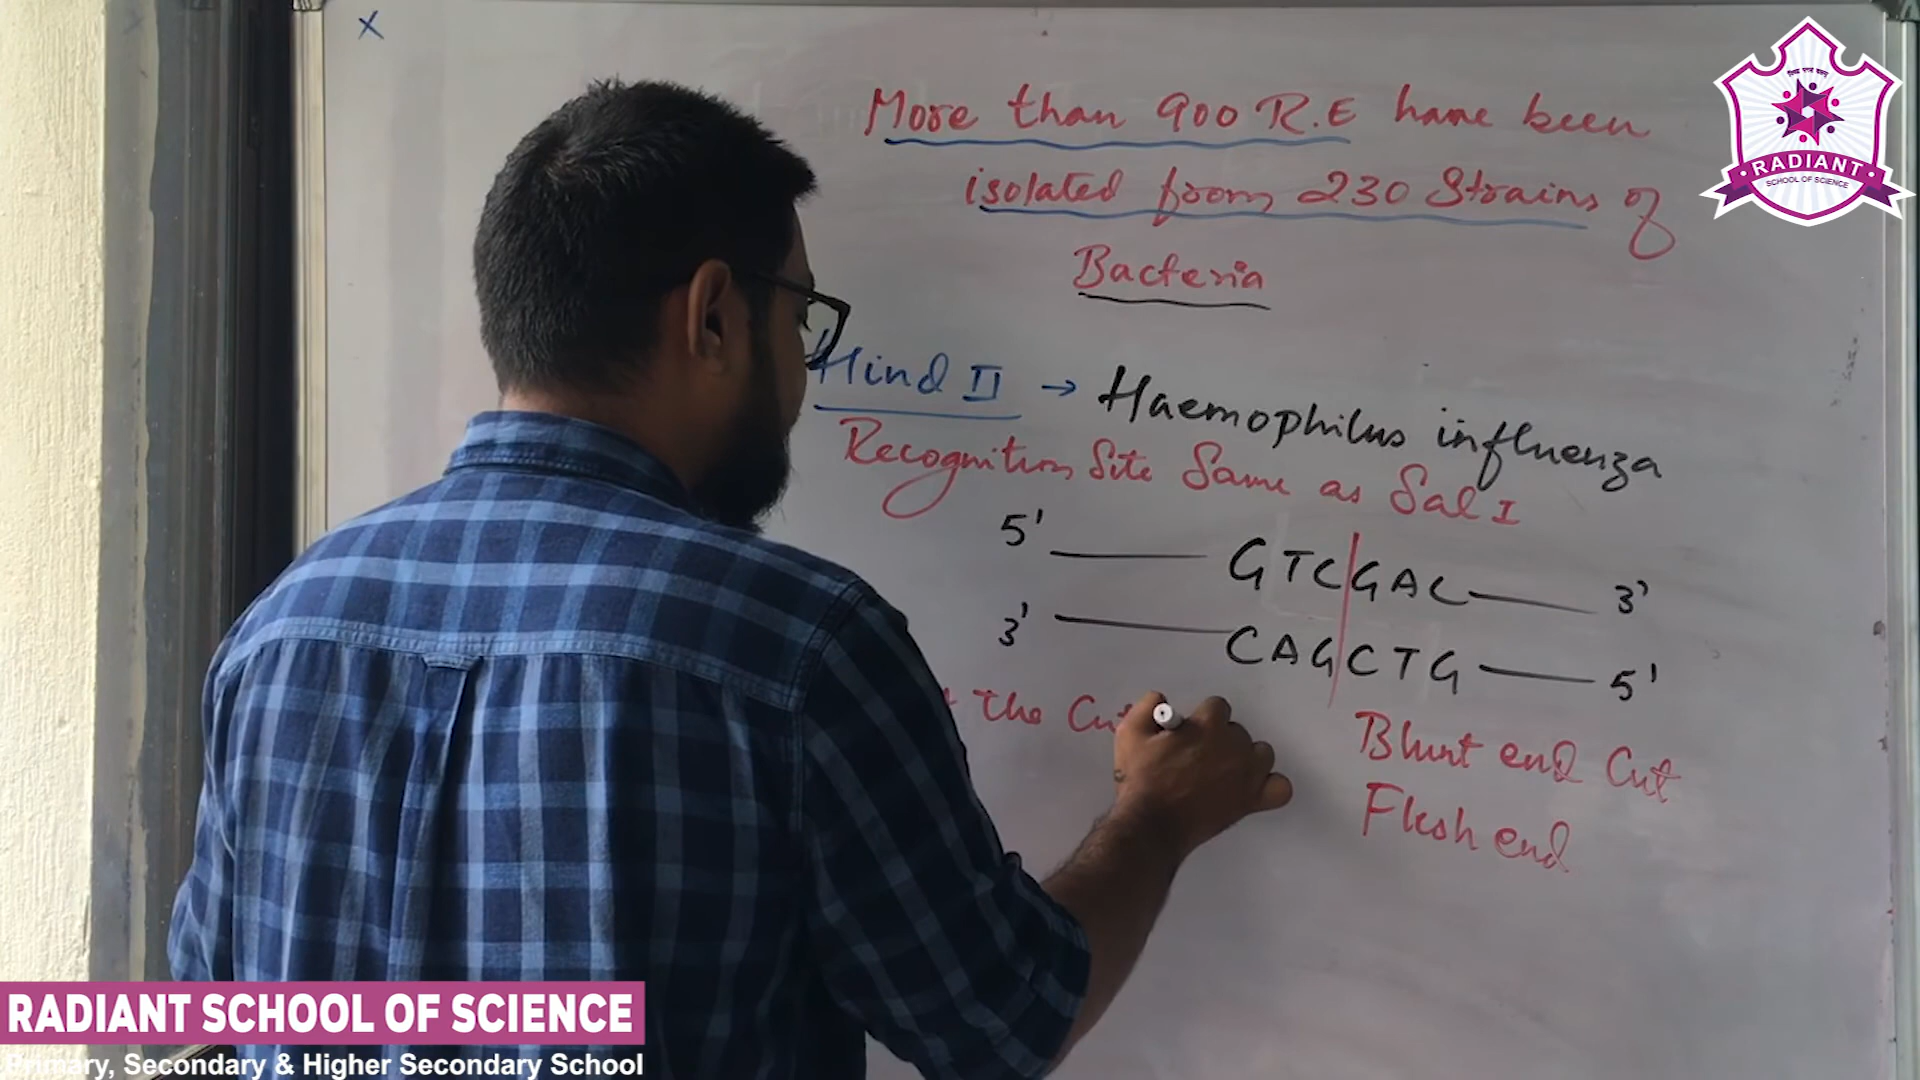 x
More than 900 R.E have been
isolated from 230 Strains of
Bacteria
Hind II → Haemophilus influenza
Recognition Site Same as Sal I
5' GTCGAC 3'
3' CAGCTG 5'
the Cut
Blunt end Cut
Flush end
RADIANT
SCHOOL OF SCIENCE
RADIANT SCHOOL OF SCIENCE
Primary, Secondary & Higher Secondary School